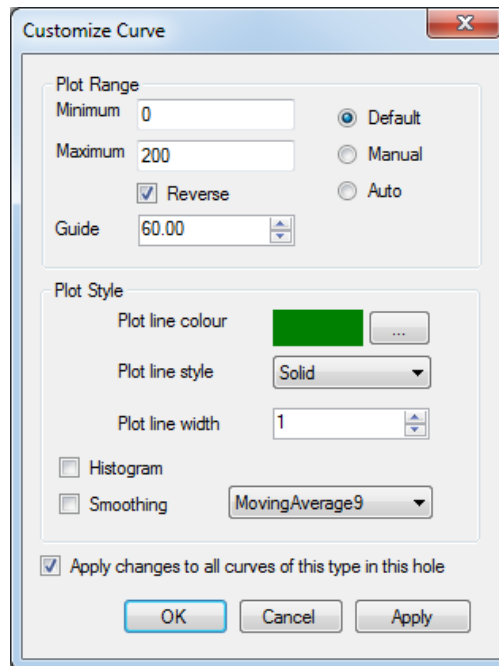 Customize Curve
Plot Range
Minimum 0
Default
Maximum 200
Manual
Reverse
Auto
Guide 60.00
Plot Style
Plot line colour ...
Plot line style Solid
Plot line width 1
Histogram
Smoothing MovingAverage9
Apply changes to all curves of this type in this hole
OK Cancel Apply